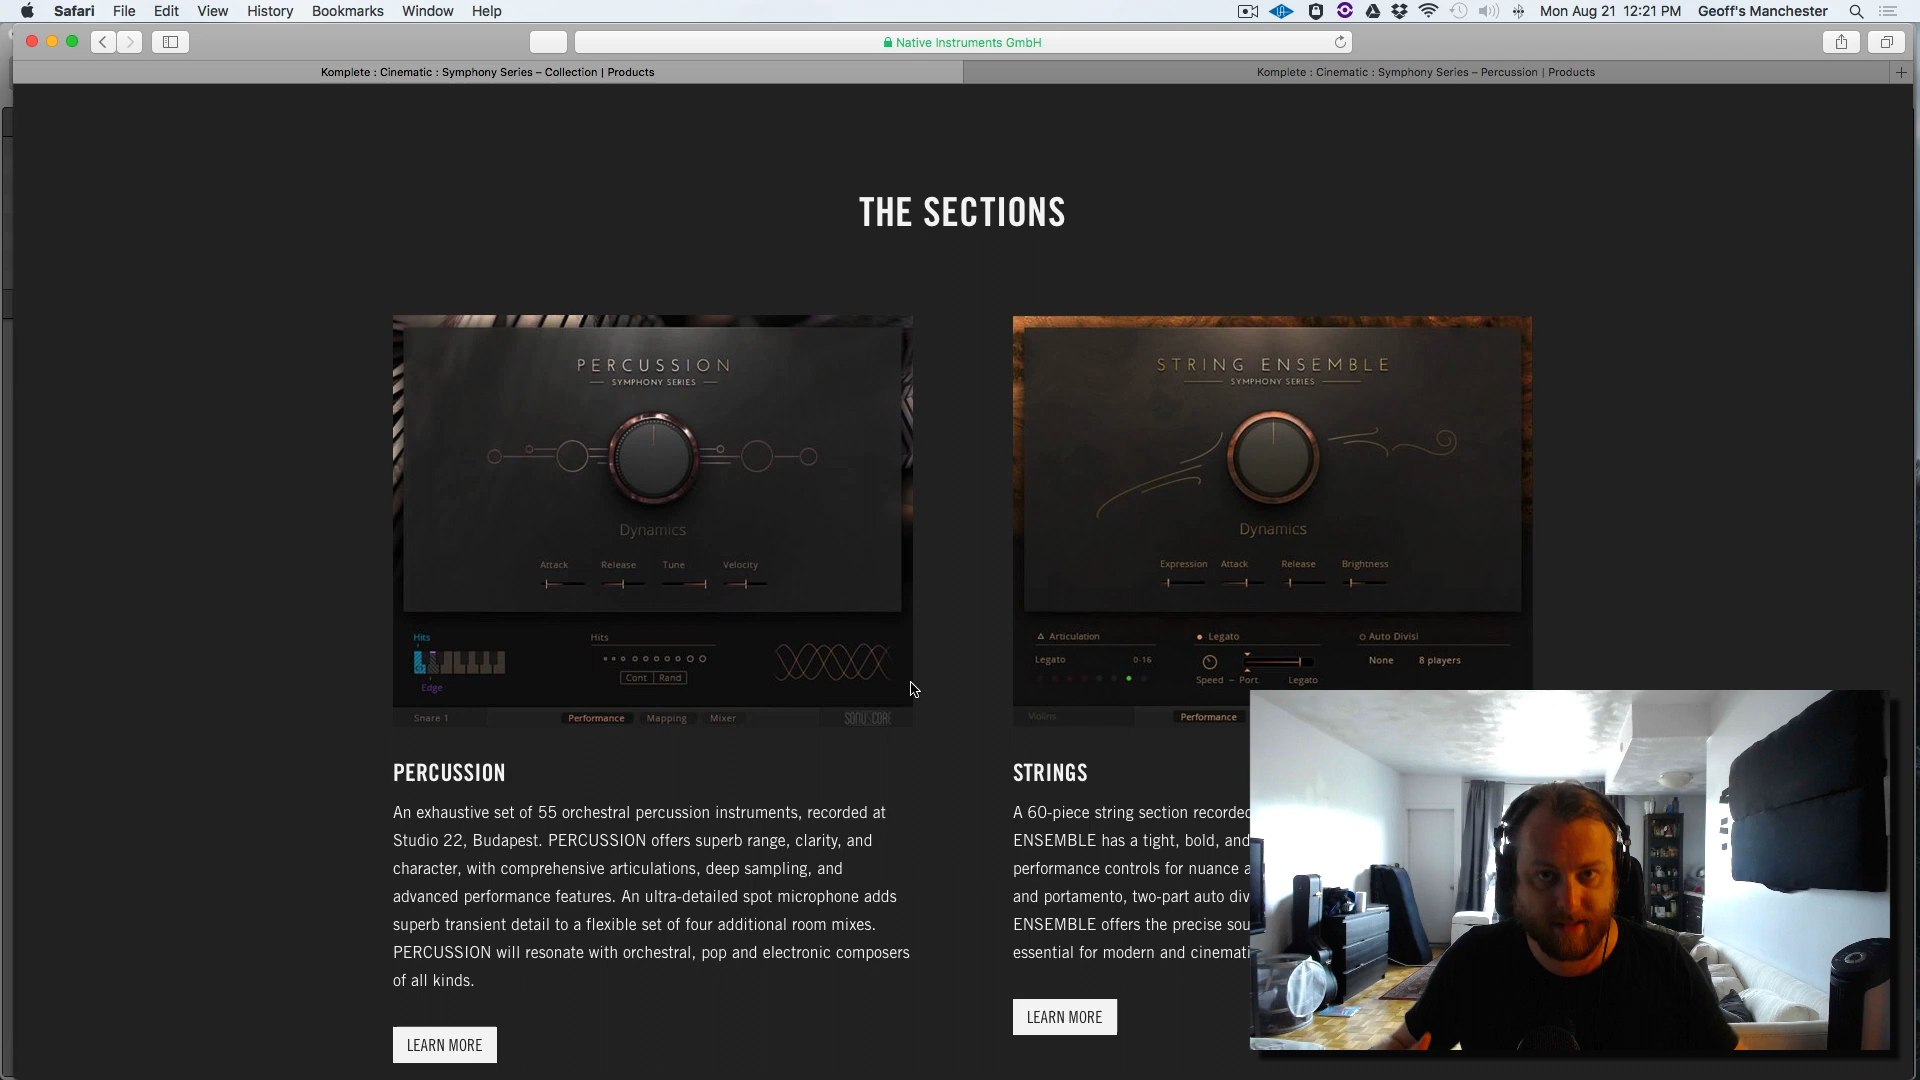 Safari File Edit View History Bookmarks Window Help Mon Aug 21 12:21 PM Geoff's Manchester
Native Instruments GmbH
Komplete : Cinematic : Symphony Series – Collection | Products Komplete : Cinematic : Symphony Series – Percussion | Products
THE SECTIONS
PERCUSSION
SYMPHONY SERIES
Dynamics
Attack Release Tune Velocity
Hits Hits
Cont Rand
Edge
Snare 1 Performance Mapping Mixer SONUSCORE
STRING ENSEMBLE
SYMPHONY SERIES
Dynamics
Expression Attack Release Brightness
Articulation Legato Auto Divisi
Legato 0-16 None 8 players
Speed – Port. Legato
Violins Performance
PERCUSSION
An exhaustive set of 55 orchestral percussion instruments, recorded at
Studio 22, Budapest. PERCUSSION offers superb range, clarity, and
character, with comprehensive articulations, deep sampling, and
advanced performance features. An ultra-detailed spot microphone adds
superb transient detail to a flexible set of four additional room mixes.
PERCUSSION will resonate with orchestral, pop and electronic composers
of all kinds.
LEARN MORE
STRINGS
A 60-piece string section recorded
ENSEMBLE has a tight, bold, and
performance controls for nuance a
and portamento, two-part auto div
ENSEMBLE offers the precise sou
essential for modern and cinemati
LEARN MORE